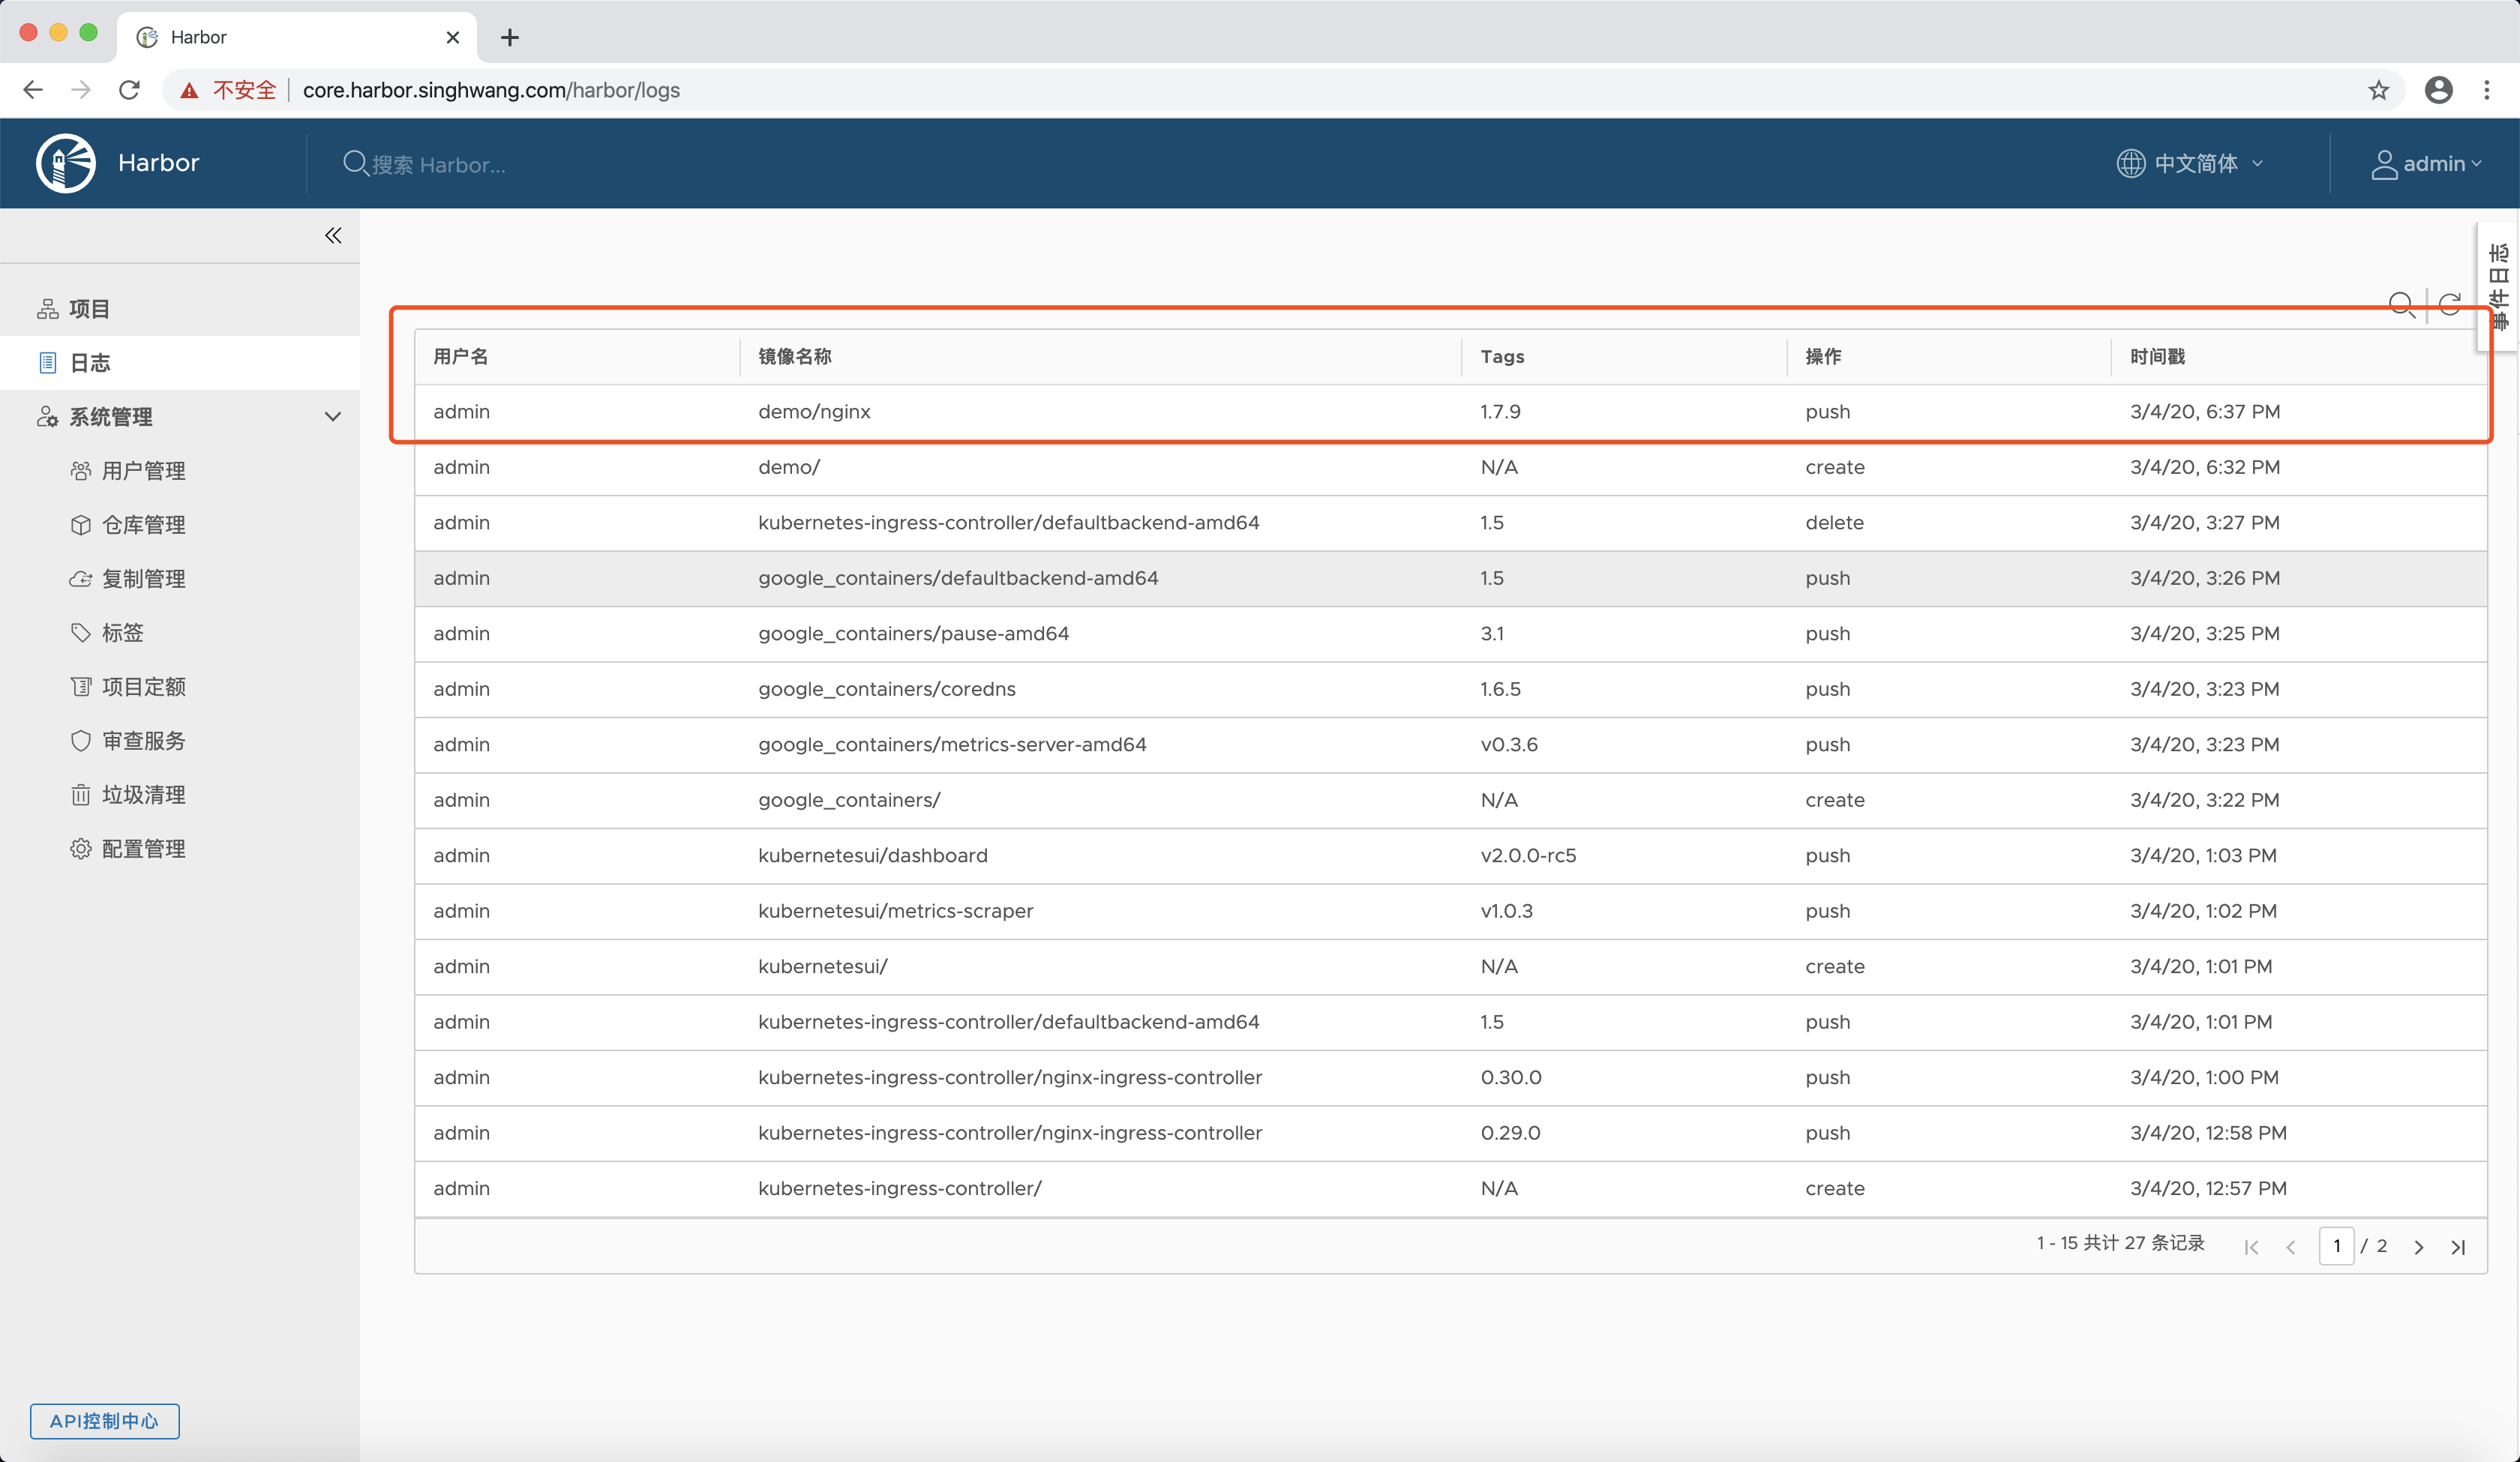 Harbor
不安全
core.harbor.singhwang.com/harbor/logs
Harbor
搜索 Harbor...
中文简体
admin
项目
日志
系统管理
用户管理
仓库管理
复制管理
标签
项目定额
审查服务
垃圾清理
配置管理
API控制中心
事件日志
用户名 镜像名称 Tags 操作 时间戳
admin demo/nginx 1.7.9 push 3/4/20, 6:37 PM
admin demo/ N/A create 3/4/20, 6:32 PM
admin kubernetes-ingress-controller/defaultbackend-amd64 1.5 delete 3/4/20, 3:27 PM
admin google_containers/defaultbackend-amd64 1.5 push 3/4/20, 3:26 PM
admin google_containers/pause-amd64 3.1 push 3/4/20, 3:25 PM
admin google_containers/coredns 1.6.5 push 3/4/20, 3:23 PM
admin google_containers/metrics-server-amd64 v0.3.6 push 3/4/20, 3:23 PM
admin google_containers/ N/A create 3/4/20, 3:22 PM
admin kubernetesui/dashboard v2.0.0-rc5 push 3/4/20, 1:03 PM
admin kubernetesui/metrics-scraper v1.0.3 push 3/4/20, 1:02 PM
admin kubernetesui/ N/A create 3/4/20, 1:01 PM
admin kubernetes-ingress-controller/defaultbackend-amd64 1.5 push 3/4/20, 1:01 PM
admin kubernetes-ingress-controller/nginx-ingress-controller 0.30.0 push 3/4/20, 1:00 PM
admin kubernetes-ingress-controller/nginx-ingress-controller 0.29.0 push 3/4/20, 12:58 PM
admin kubernetes-ingress-controller/ N/A create 3/4/20, 12:57 PM
1 - 15 共计 27 条记录 1 / 2